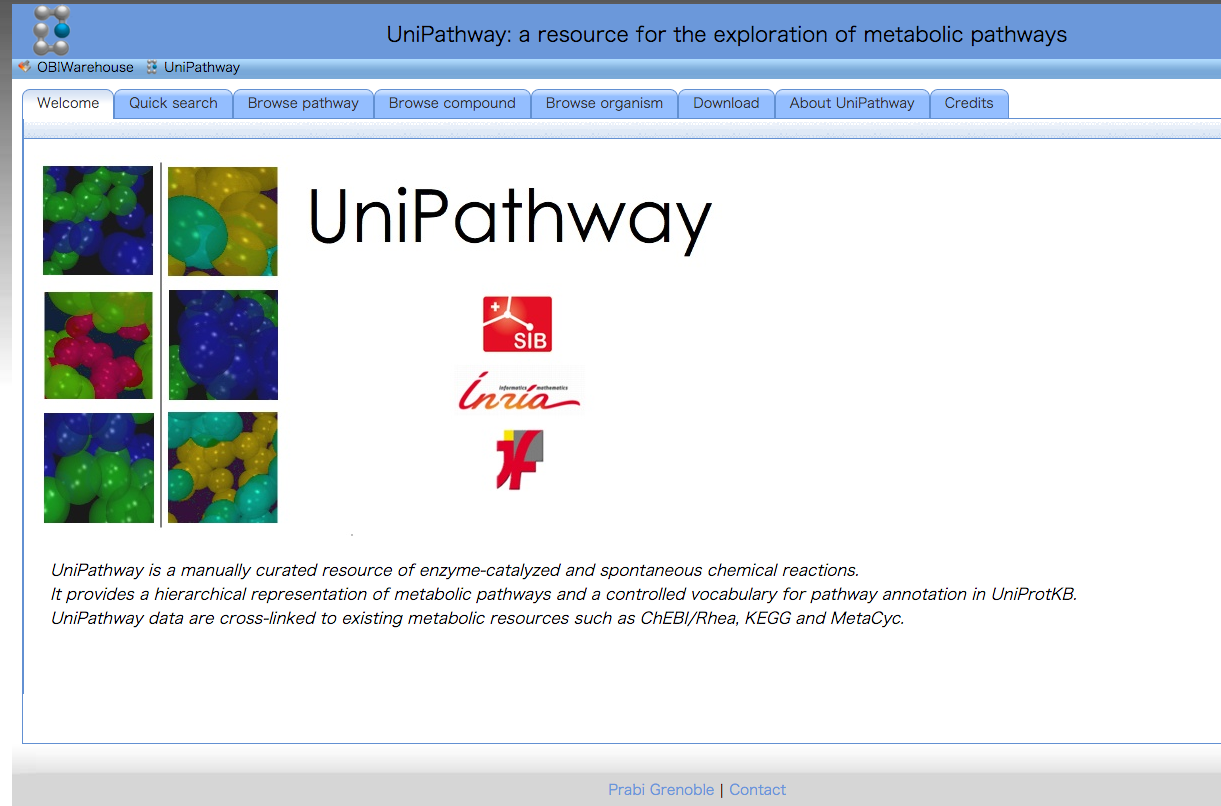 UniPathway: a resource for the exploration of metabolic pathways
OBIWarehouse UniPathway
Welcome Quick search Browse pathway Browse compound Browse organism Download About UniPathway Credits
UniPathway
SIB
informatics mathematics
inria
UniPathway is a manually curated resource of enzyme-catalyzed and spontaneous chemical reactions.
It provides a hierarchical representation of metabolic pathways and a controlled vocabulary for pathway annotation in UniProtKB.
UniPathway data are cross-linked to existing metabolic resources such as ChEBI/Rhea, KEGG and MetaCyc.
Prabi Grenoble | Contact